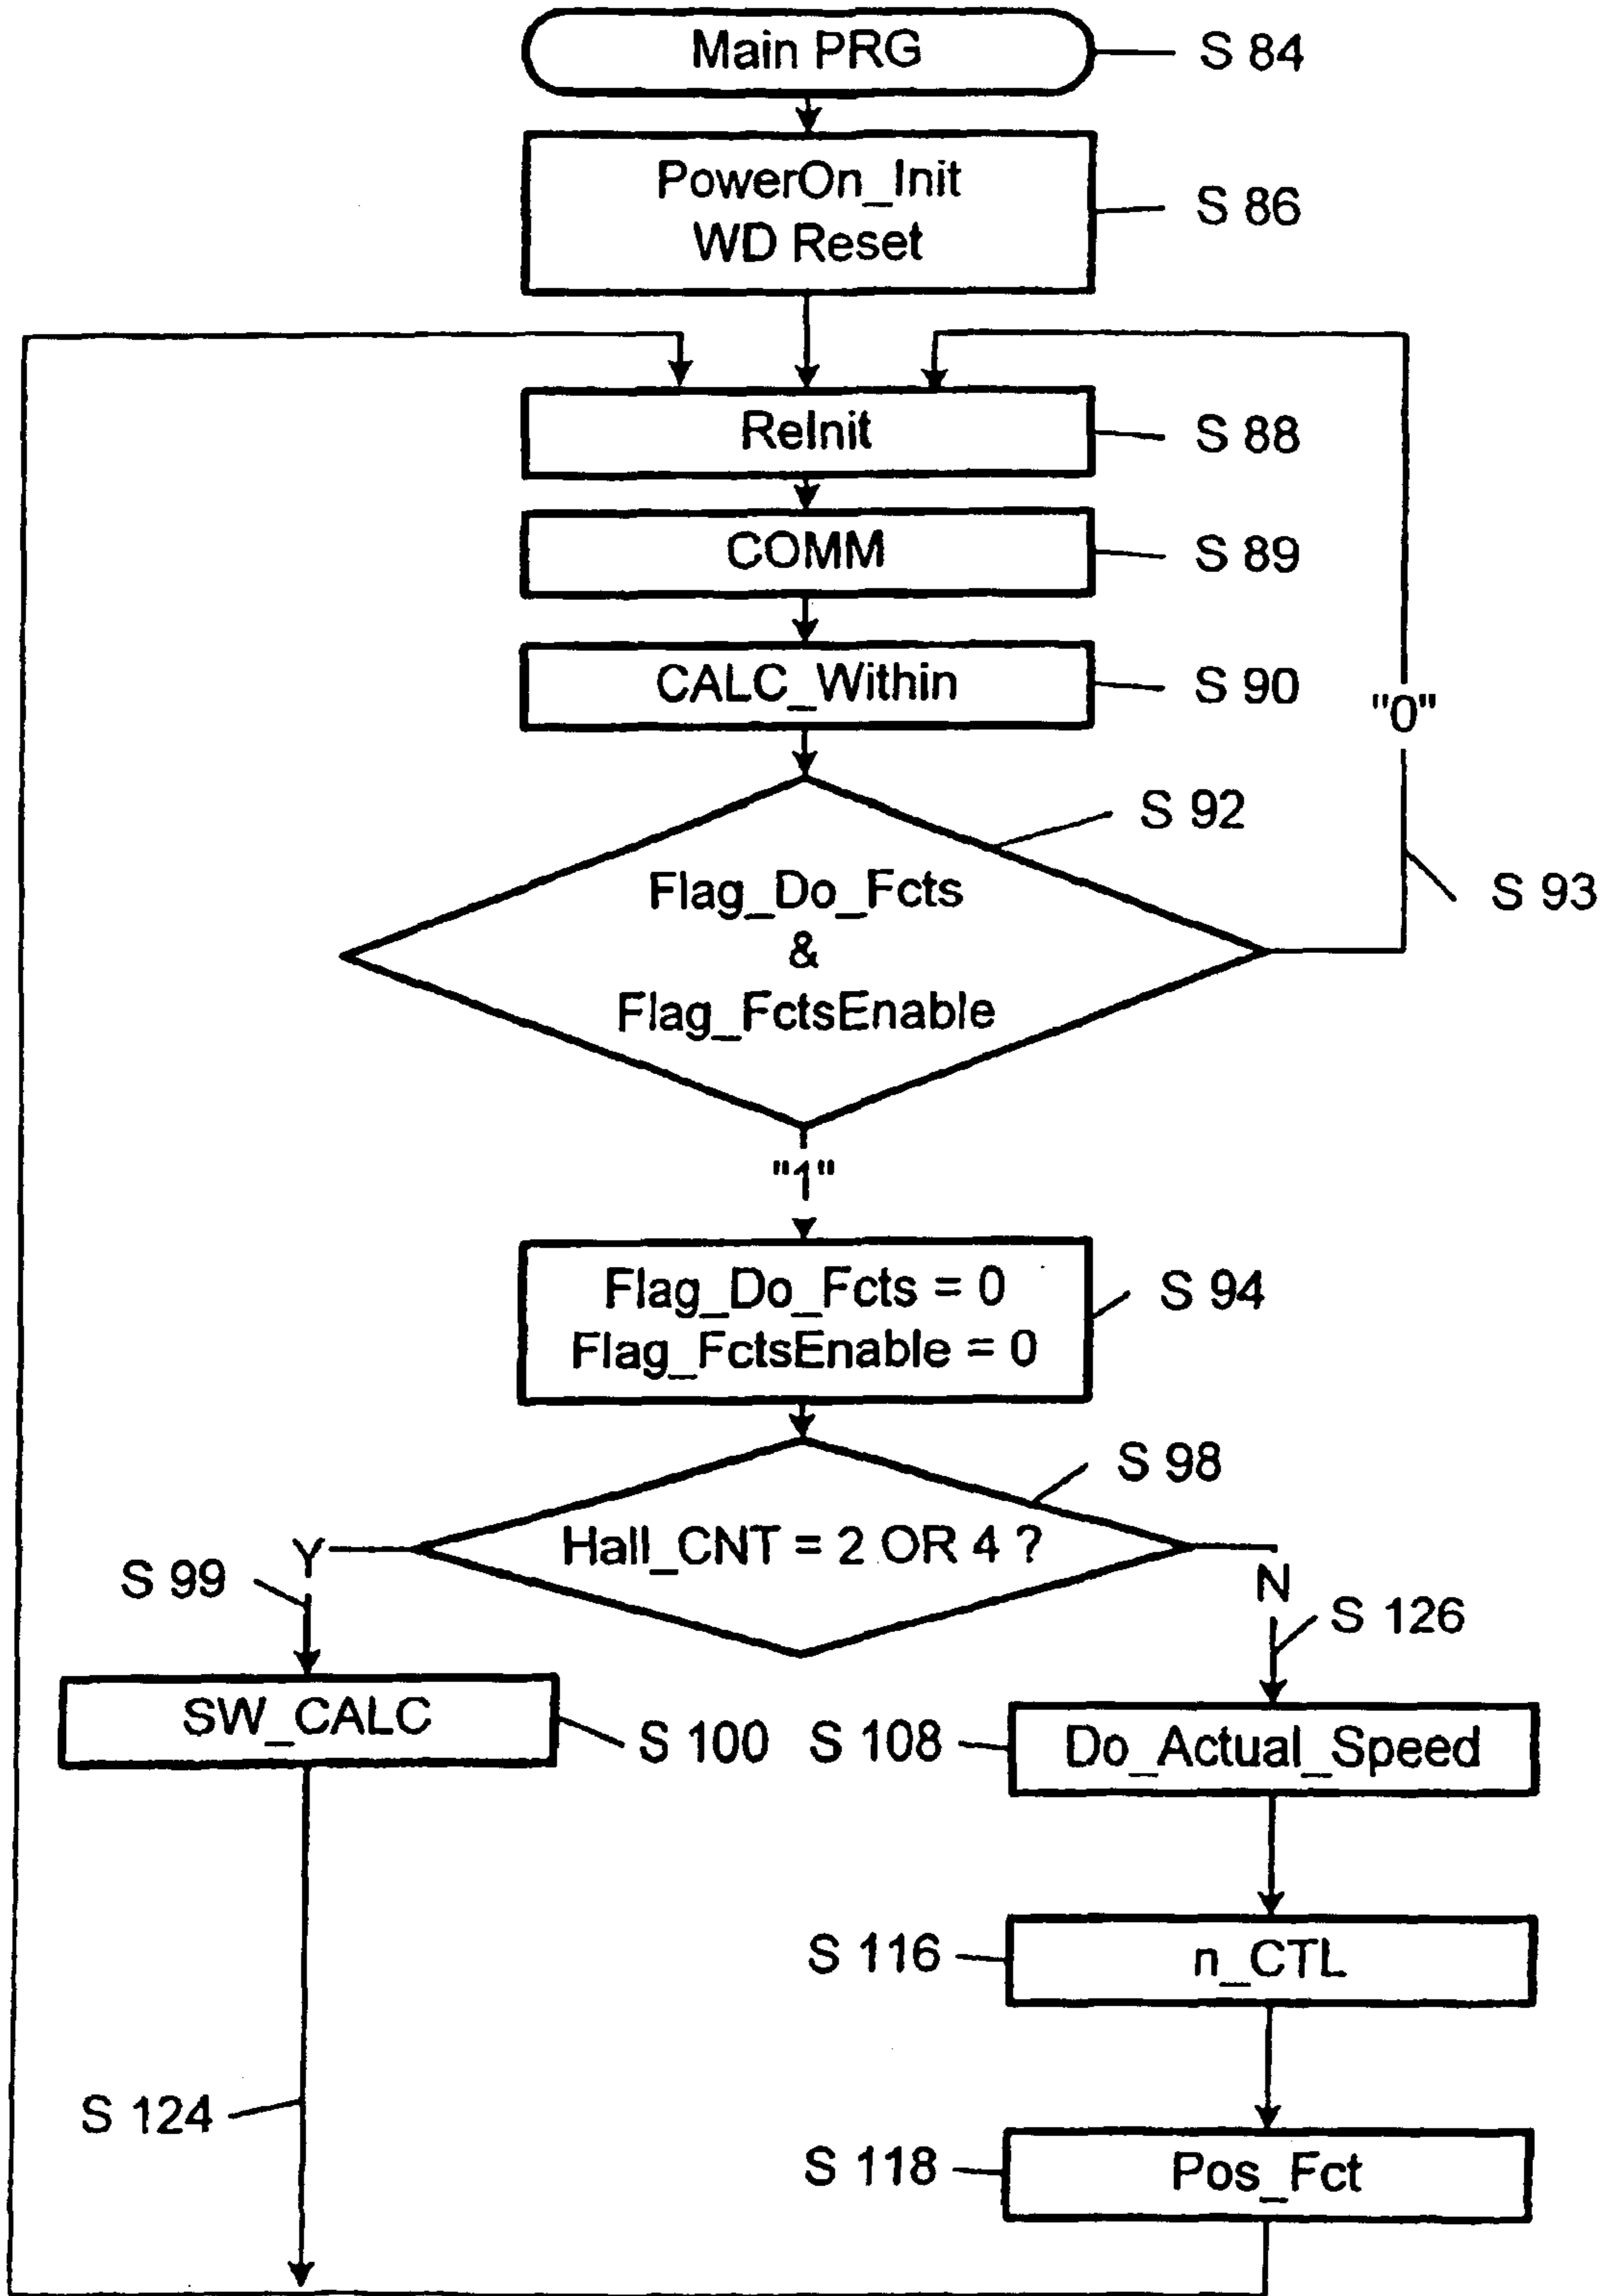 Main PRG
S 84
PowerOn_Init
WD Reset
S 86
ReInit
S 88
COMM
S 89
CALC_Within
S 90
"0"
S 92
Flag_Do_Fcts
&
Flag_FctsEnable
S 93
"1"
Flag_Do_Fcts = 0
Flag_FctsEnable = 0
S 94
S 98
Hall_CNT = 2 OR 4 ?
Y
N
S 99
S 126
SW_CALC
S 100
S 108
Do_Actual_Speed
S 116
n_CTL
S 124
S 118
Pos_Fct